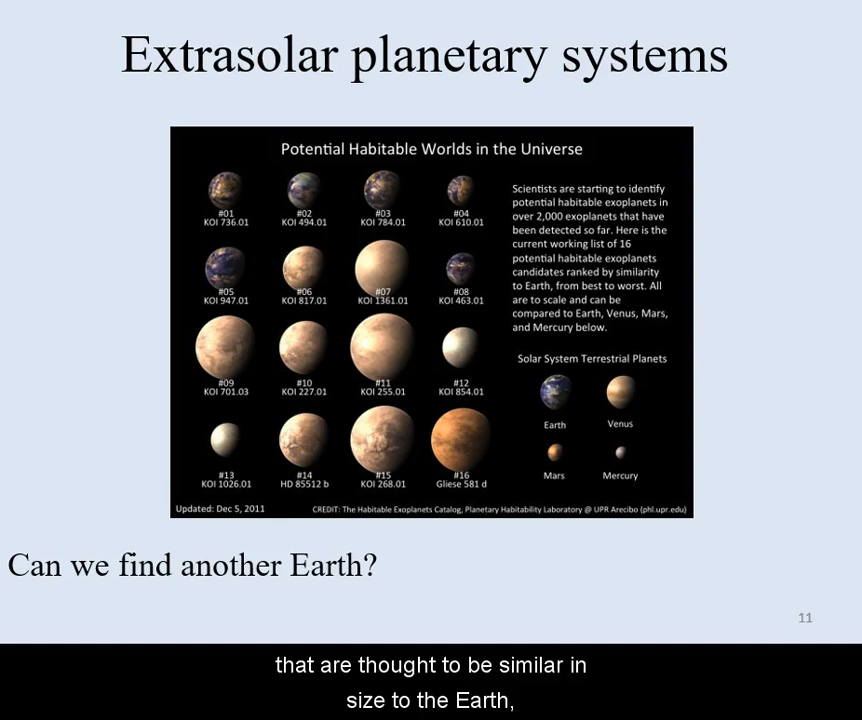 Extrasolar planetary systems
Potential Habitable Worlds in the Universe
#01
KOI 736.01
#02
KOI 494.01
#03
KOI 784.01
#04
KOI 610.01
#05
KOI 947.01
#06
KOI 817.01
#07
KOI 1361.01
#08
KOI 463.01
#09
KOI 701.03
#10
KOI 227.01
#11
KOI 255.01
#12
KOI 854.01
#13
KOI 1026.01
#14
HD 85512 b
#15
KOI 268.01
#16
Gliese 581 d
Scientists are starting to identify
potential habitable exoplanets in
over 2,000 exoplanets that have
been detected so far. Here is the
current working list of 16
potential habitable exoplanets
candidates ranked by similarity
to Earth, from best to worst. All
are to scale and can be
compared to Earth, Venus, Mars,
and Mercury below.
Solar System Terrestrial Planets
Earth
Venus
Mars
Mercury
Updated: Dec 5, 2011
CREDIT: The Habitable Exoplanets Catalog, Planetary Habitability Laboratory @ UPR Arecibo (phl.upr.edu)
Can we find another Earth?
11
that are thought to be similar in
size to the Earth,